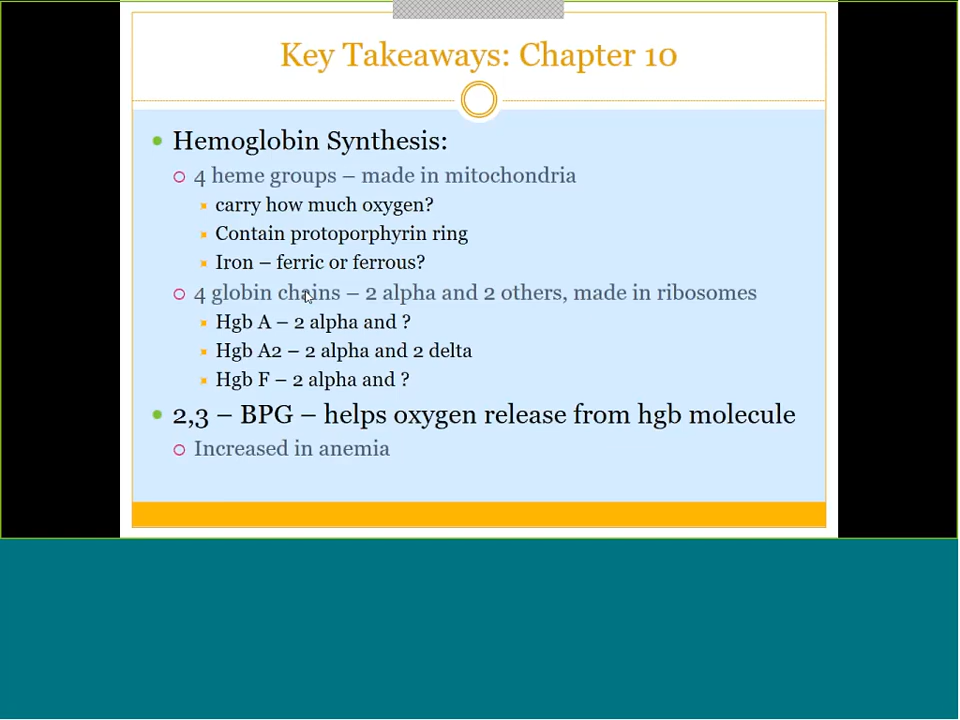 Key Takeaways: Chapter 10
Hemoglobin Synthesis:
4 heme groups – made in mitochondria
carry how much oxygen?
Contain protoporphyrin ring
Iron – ferric or ferrous?
4 globin chains – 2 alpha and 2 others, made in ribosomes
Hgb A – 2 alpha and ?
Hgb A2 – 2 alpha and 2 delta
Hgb F – 2 alpha and ?
2,3 – BPG – helps oxygen release from hgb molecule
Increased in anemia